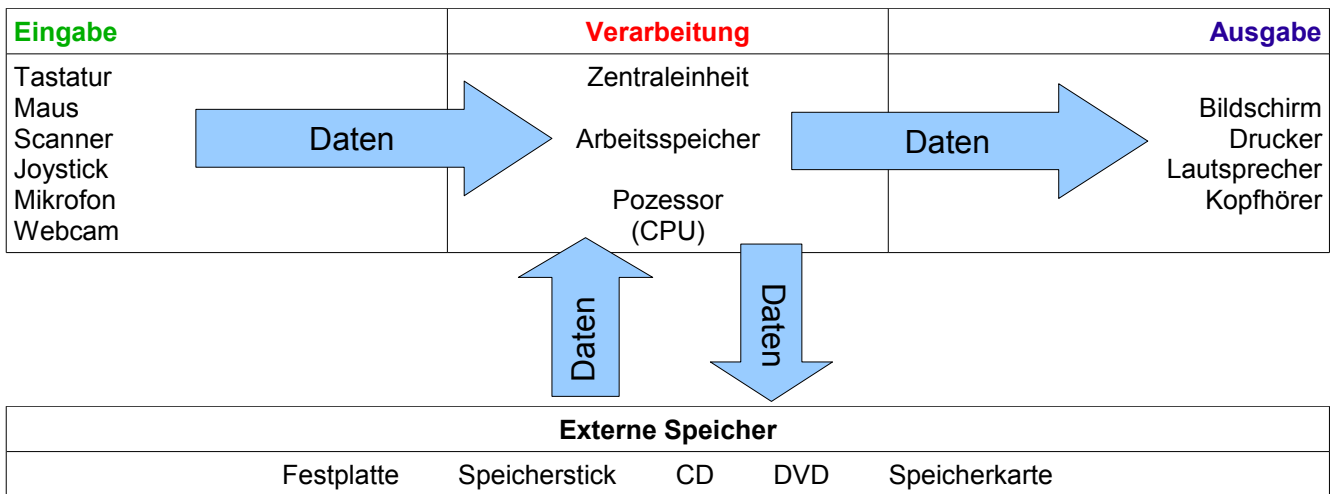 Eingabe
Verarbeitung
Ausgabe
Tastatur
Maus
Scanner
Joystick
Mikrofon
Webcam
Daten
Zentraleinheit
Arbeitsspeicher
Pozessor
(CPU)
Daten
Bildschirm
Drucker
Lautsprecher
Kopfhörer
Daten
Daten
Externe Speicher
Festplatte Speicherstick CD DVD Speicherkarte